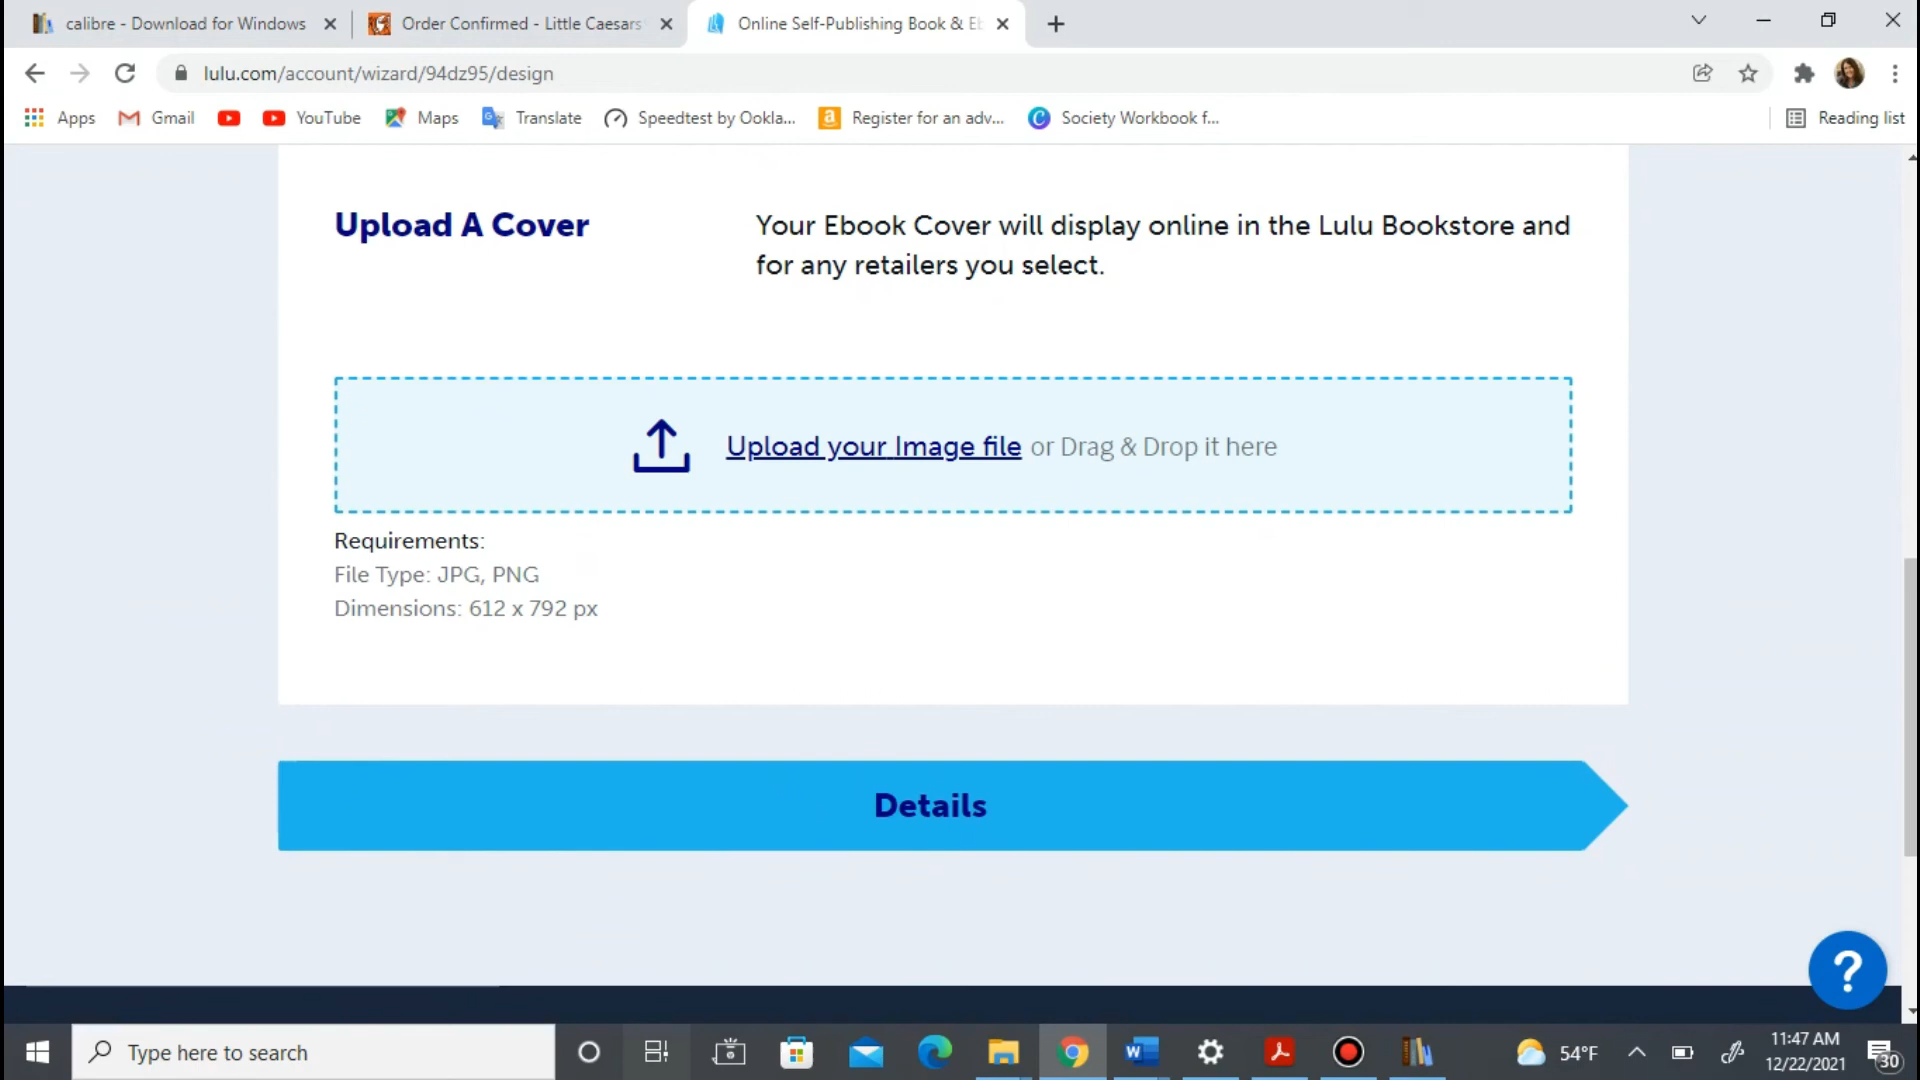 calibre - Download for Windows
Order Confirmed - Little Caesars
Online Self-Publishing Book & Eb
lulu.com/account/wizard/94dz95/design
Apps
Gmail
YouTube
Maps
Translate
Speedtest by Ookla...
Register for an adv...
Society Workbook f...
Reading list
Upload A Cover
Your Ebook Cover will display online in the Lulu Bookstore and
for any retailers you select.
Upload your Image file or Drag & Drop it here
Requirements:
File Type: JPG, PNG
Dimensions: 612 x 792 px
Details
?
Type here to search
54°F
11:47 AM
12/22/2021
30